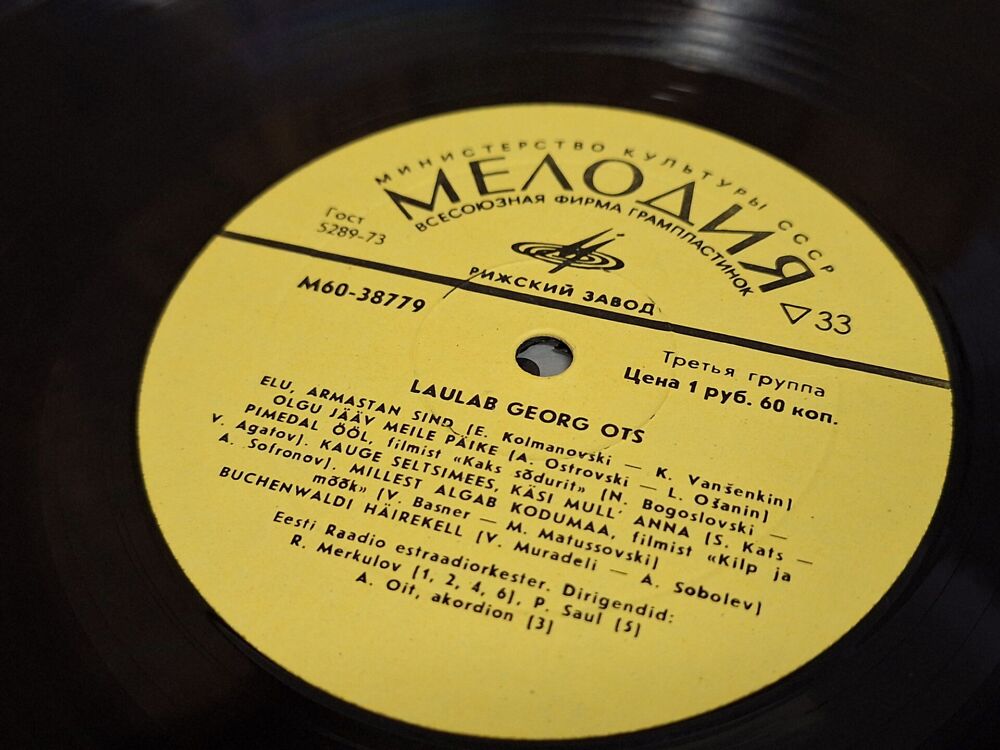 МИНИСТЕРСТВО КУЛЬТУРЫ СССР
МЕЛОДИЯ
ВСЕСОЮЗНАЯ ФИРМА ГРАМПЛАСТИНОК
Гост
5289-73
РИЖСКИЙ ЗАВОД
33
М60-38779
Третья группа
Цена 1 руб. 60 коп.
LAULAB GEORG OTS
ELU, ARMASTAN SIND (E. Kolmanovski — K. Vanšenkin)
OLGU JÄÄV MEILE PÄIKE (A. Ostrovski — L. Ošanin)
PIMEDAL ÖÖL, filmist «Kaks sõdurit» (N. Bogoslovski —
V. Agatov). KAUGE SELTSIMEES, KÄSI MULL' ANNA (S. Kats —
A. Sofronov). MILLEST ALGAB KODUMAA, filmist «Kilp ja
mõõk» (V. Basner — M. Matussovski)
BUCHENWALDI HÄIREKELL (V. Muradeli — A. Sobolev)
Eesti Raadio estraadiorkester. Dirigendid:
R. Merkulov (1, 2, 4, 6), P. Saul (5)
A. Oit, akordion (3)